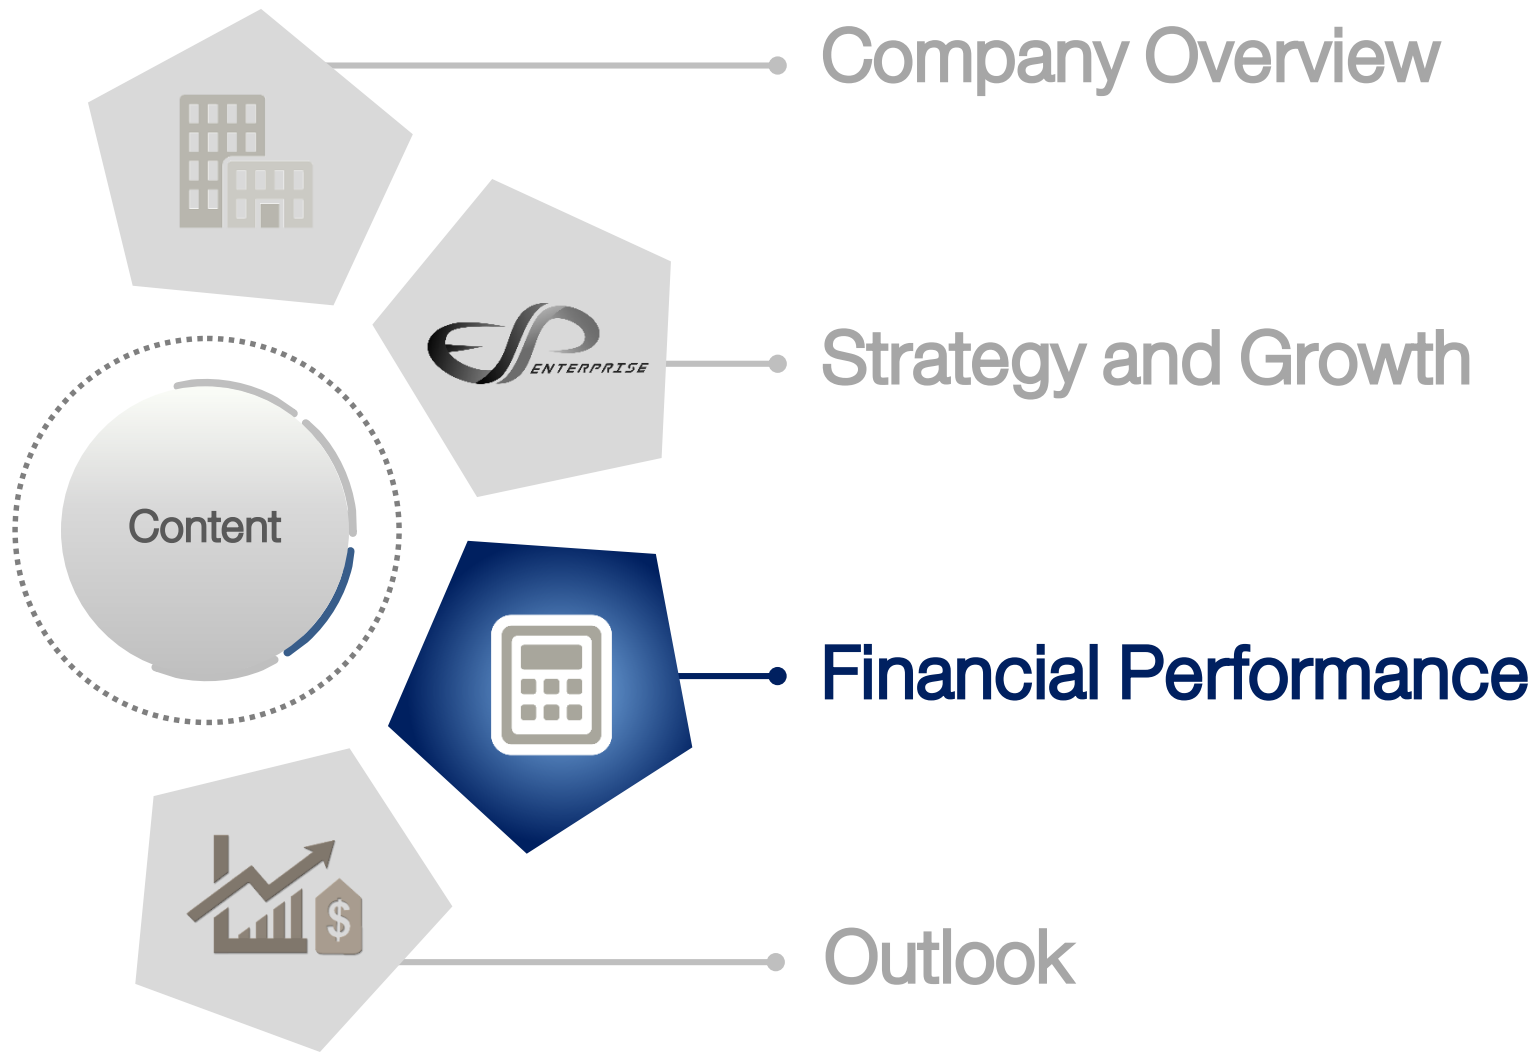 Company Overview
ENTERPRISE
Strategy and Growth
Content
Financial Performance
$
Outlook